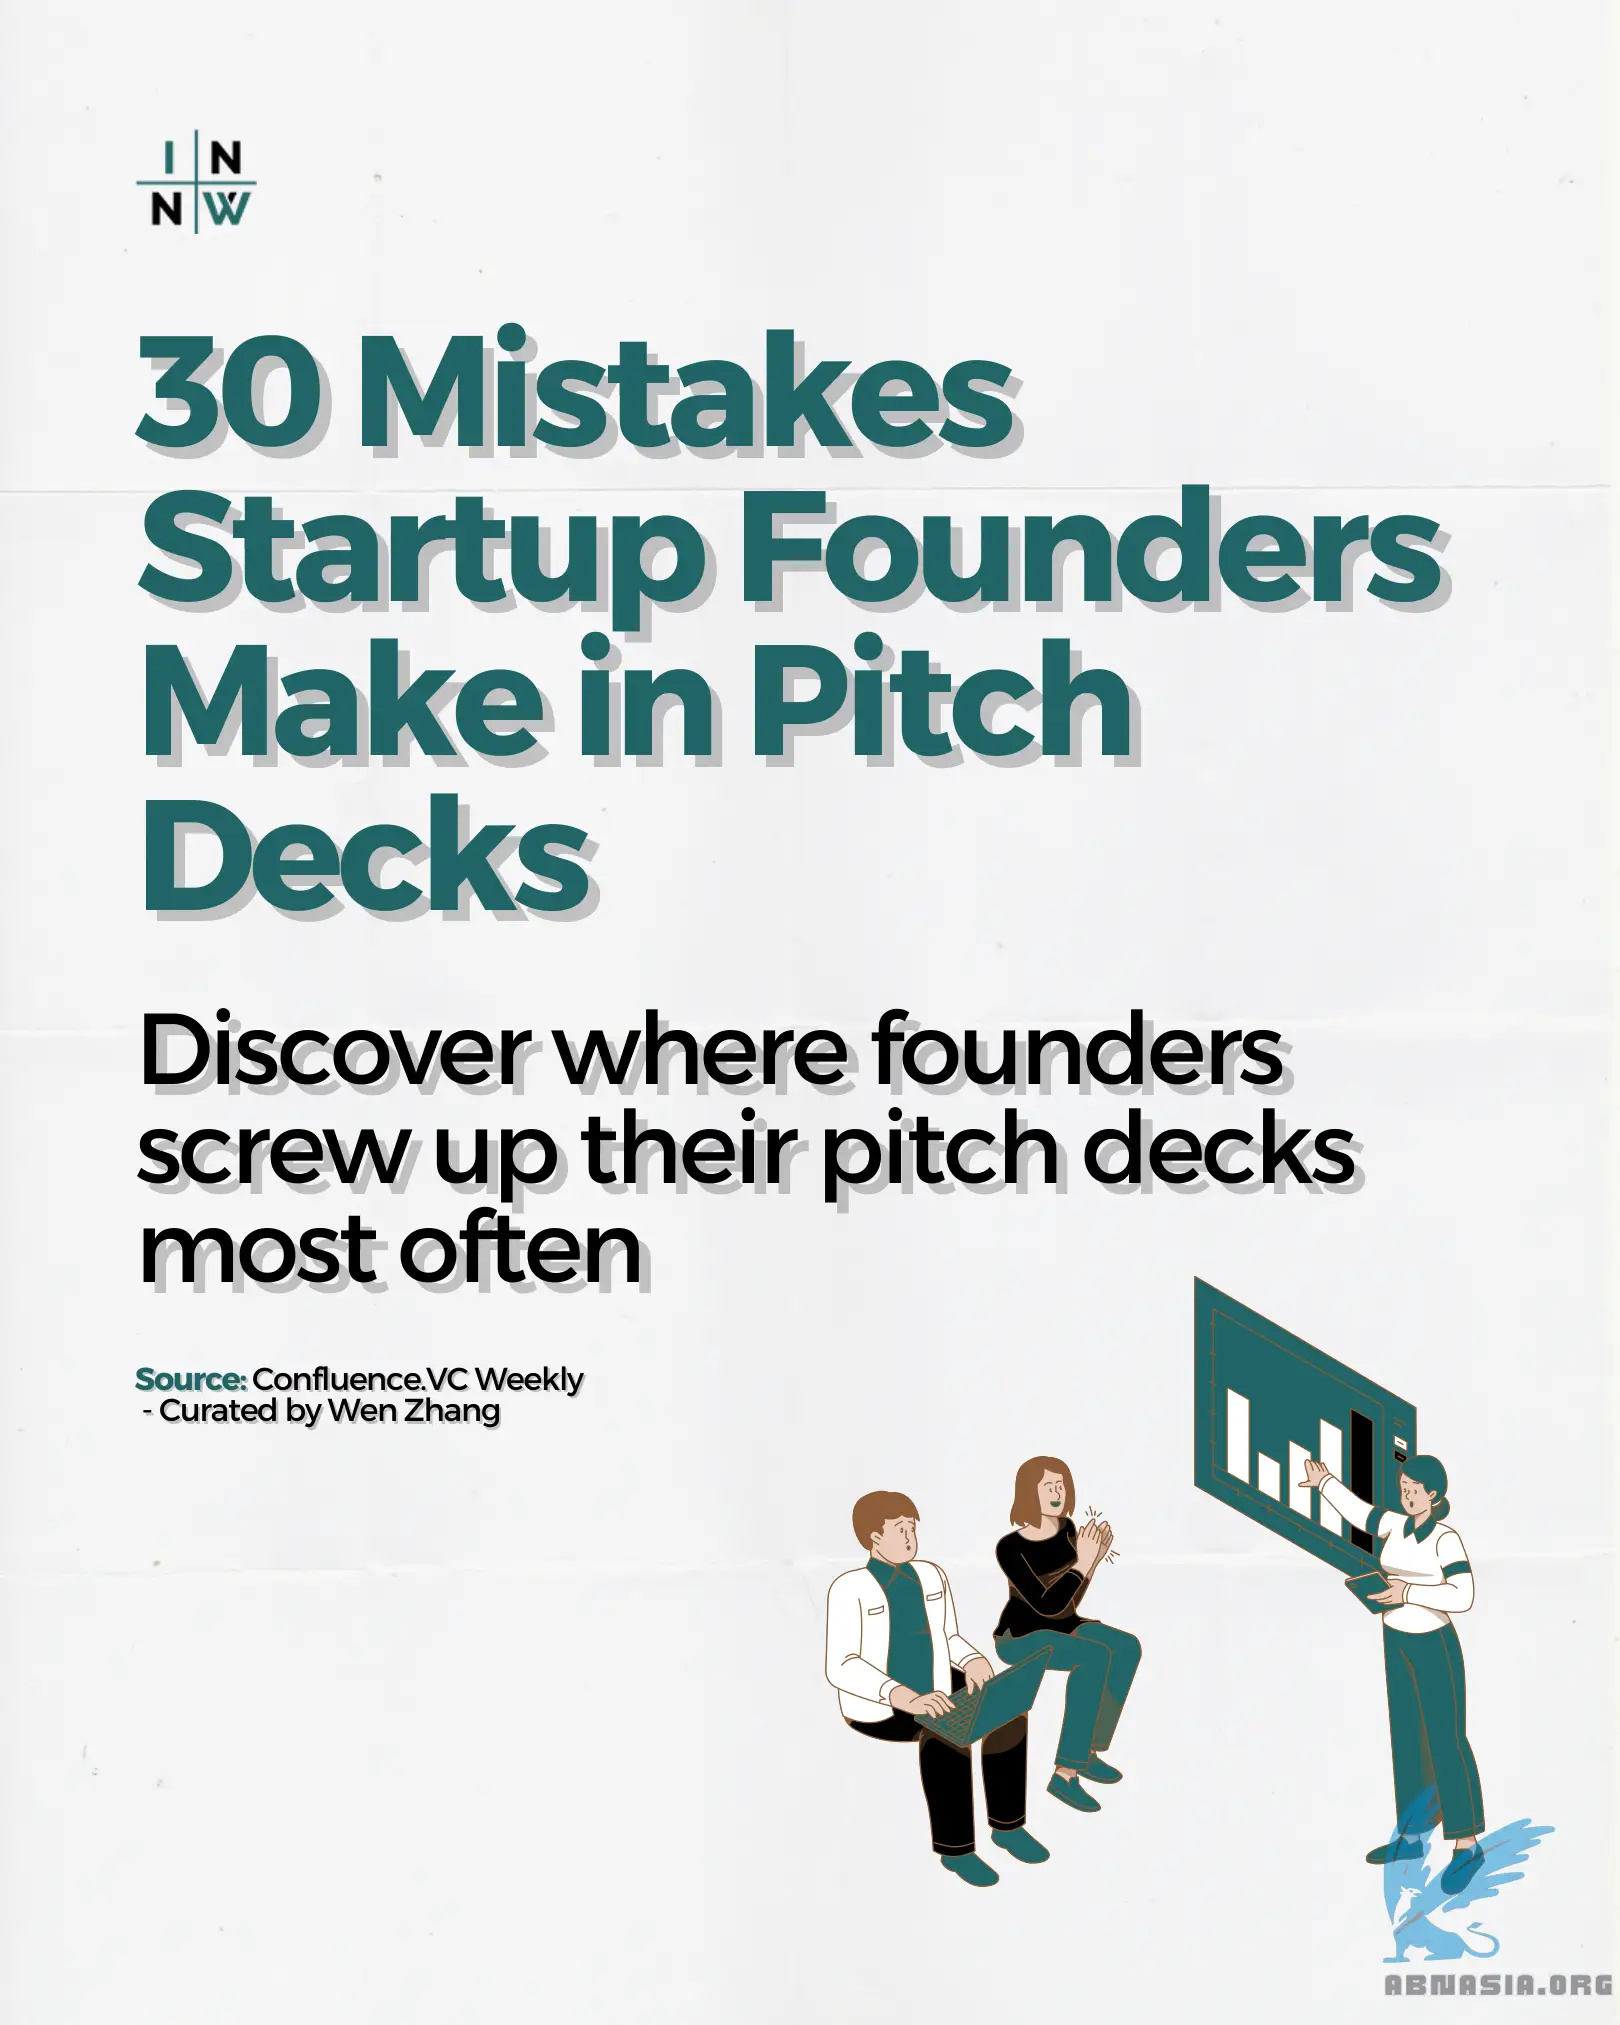 I N
N W
30 Mistakes
Startup Founders
Make in Pitch
Decks
Discover where founders
screw up their pitch decks
most often
Source: Confluence.VC Weekly
- Curated by Wen Zhang
ABNASIA.ORG